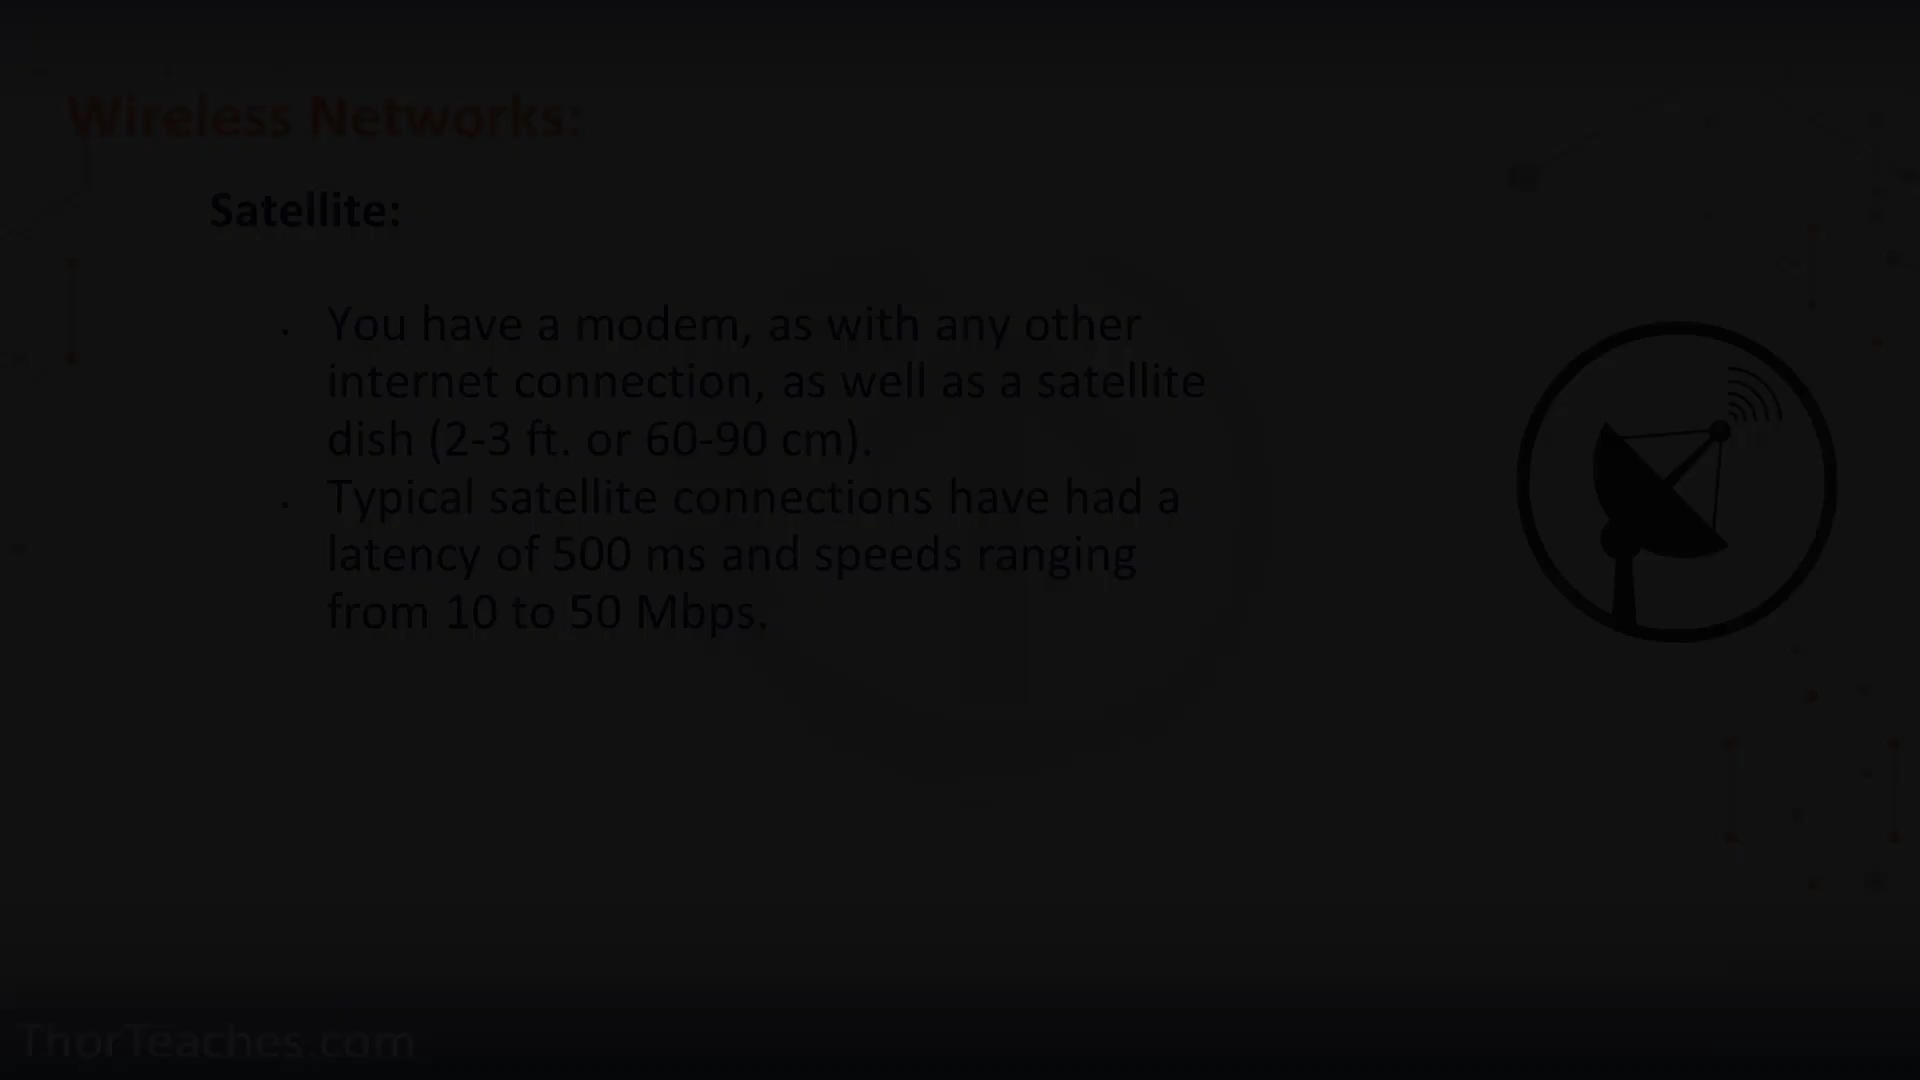 Wireless Networks:
Satellite:
· You have a modem, as with any other
internet connection, as well as a satellite
dish (2-3 ft. or 60-90 cm).
· Typical satellite connections have had a
latency of 500 ms and speeds ranging
from 10 to 50 Mbps.
ThorTeaches.com